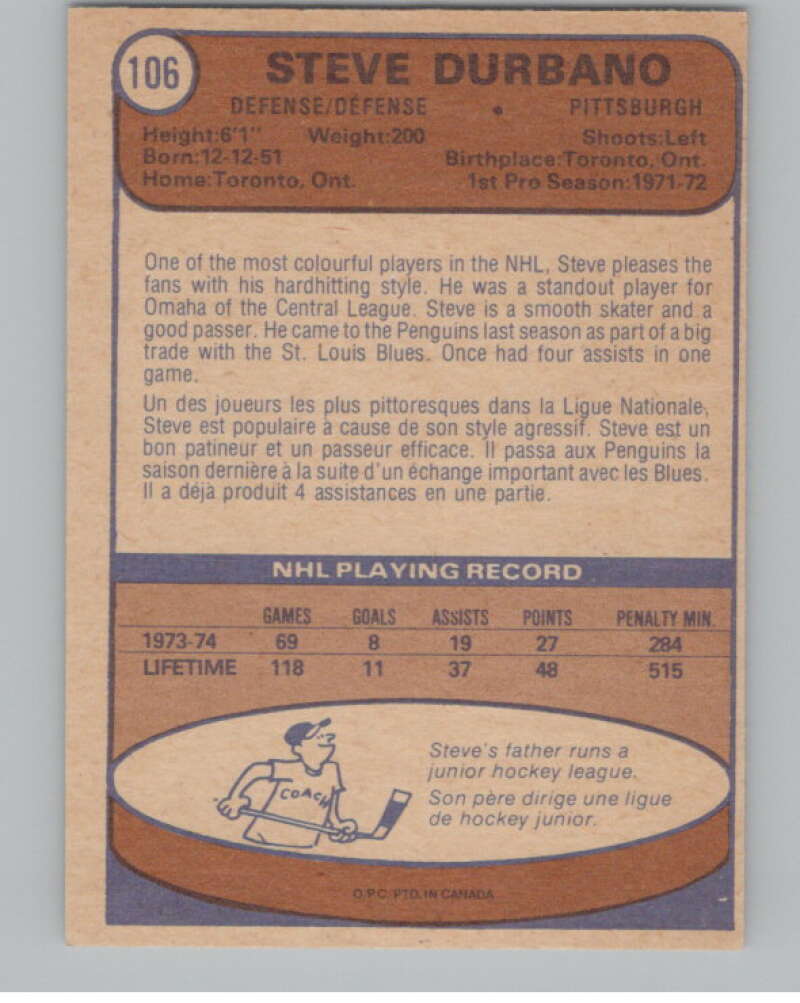 106
STEVE DURBANO
DEFENSE/DÉFENSE • PITTSBURGH
Height:6'1" Weight:200 Shoots:Left
Born:12-12-51 Birthplace:Toronto, Ont.
Home:Toronto, Ont. 1st Pro Season:1971-72
One of the most colourful players in the NHL, Steve pleases the
fans with his hardhitting style. He was a standout player for
Omaha of the Central League. Steve is a smooth skater and a
good passer. He came to the Penguins last season as part of a big
trade with the St. Louis Blues. Once had four assists in one
game.
Un des joueurs les plus pittoresques dans la Ligue Nationale,
Steve est populaire à cause de son style agressif. Steve est un
bon patineur et un passeur efficace. Il passa aux Penguins la
saison dernière à la suite d'un échange important avec les Blues.
Il a déjà produit 4 assistances en une partie.
NHL PLAYING RECORD
GAMES GOALS ASSISTS POINTS PENALTY MIN.
1973-74 69 8 19 27 284
LIFETIME 118 11 37 48 515
COACH
Steve's father runs a
junior hockey league.
Son père dirige une ligue
de hockey junior.
O.P.C. PTD. IN CANADA